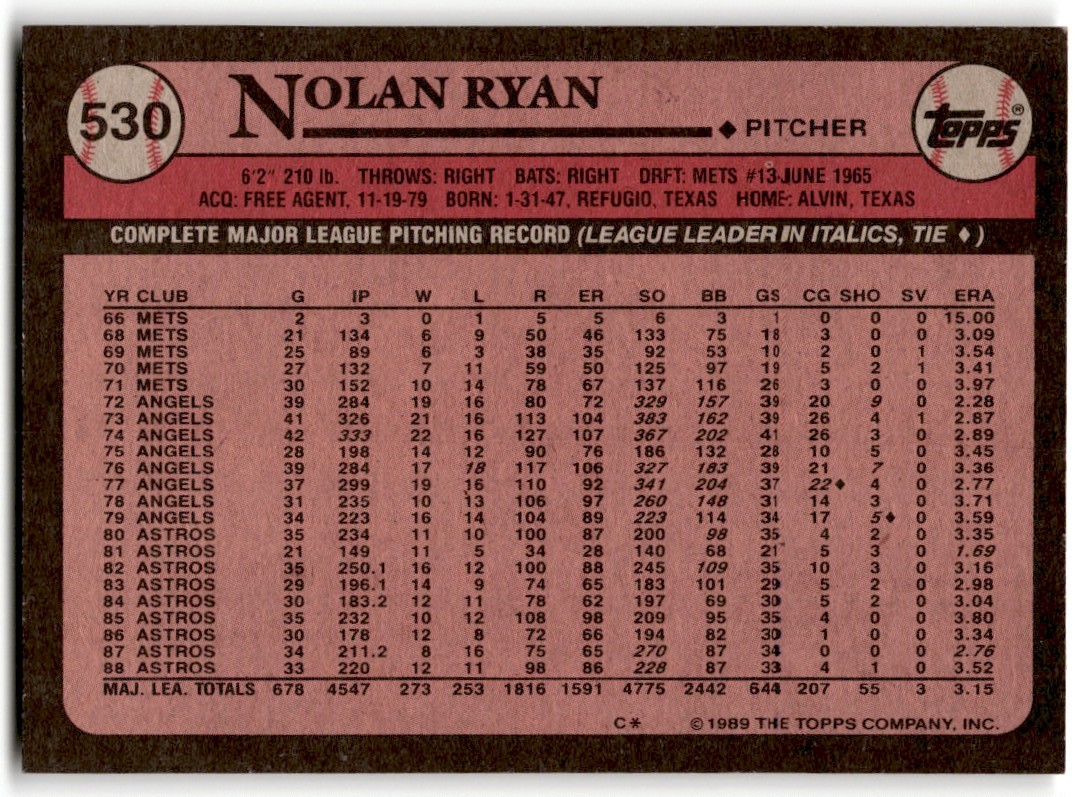 530
NOLAN RYAN
♦ PITCHER
topps®
6'2" 210 lb. THROWS: RIGHT BATS: RIGHT DRFT: METS #13-JUNE 1965
ACQ: FREE AGENT, 11-19-79 BORN: 1-31-47, REFUGIO, TEXAS HOME: ALVIN, TEXAS
COMPLETE MAJOR LEAGUE PITCHING RECORD (LEAGUE LEADER IN ITALICS, TIE ♦)
YR CLUB G IP W L R ER SO BB GS CG SHO SV ERA
66 METS 2 3 0 1 5 5 6 3 1 0 0 0 15.00
68 METS 21 134 6 9 50 46 133 75 18 3 0 0 3.09
69 METS 25 89 6 3 38 35 92 53 10 2 0 1 3.54
70 METS 27 132 7 11 59 50 125 97 19 5 2 1 3.41
71 METS 30 152 10 14 78 67 137 116 26 3 0 0 3.97
72 ANGELS 39 284 19 16 80 72 329 157 39 20 9 0 2.28
73 ANGELS 41 326 21 16 113 104 383 162 39 26 4 1 2.87
74 ANGELS 42 333 22 16 127 107 367 202 41 26 3 0 2.89
75 ANGELS 28 198 14 12 90 76 186 132 28 10 5 0 3.45
76 ANGELS 39 284 17 18 117 106 327 183 39 21 7 0 3.36
77 ANGELS 37 299 19 16 110 92 341 204 37 22♦ 4 0 2.77
78 ANGELS 31 235 10 13 106 97 260 148 31 14 3 0 3.71
79 ANGELS 34 223 16 14 104 89 223 114 34 17 5♦ 0 3.59
80 ASTROS 35 234 11 10 100 87 200 98 35 4 2 0 3.35
81 ASTROS 21 149 11 5 34 28 140 68 21 5 3 0 1.69
82 ASTROS 35 250.1 16 12 100 88 245 109 35 10 3 0 3.16
83 ASTROS 29 196.1 14 9 74 65 183 101 29 5 2 0 2.98
84 ASTROS 30 183.2 12 11 78 62 197 69 30 5 2 0 3.04
85 ASTROS 35 232 10 12 108 98 209 95 35 4 0 0 3.80
86 ASTROS 30 178 12 8 72 66 194 82 30 1 0 0 3.34
87 ASTROS 34 211.2 8 16 75 65 270 87 34 0 0 0 2.76
88 ASTROS 33 220 12 11 98 86 228 87 33 4 1 0 3.52
MAJ. LEA. TOTALS 678 4547 273 253 1816 1591 4775 2442 644 207 55 3 3.15
C* © 1989 THE TOPPS COMPANY, INC.